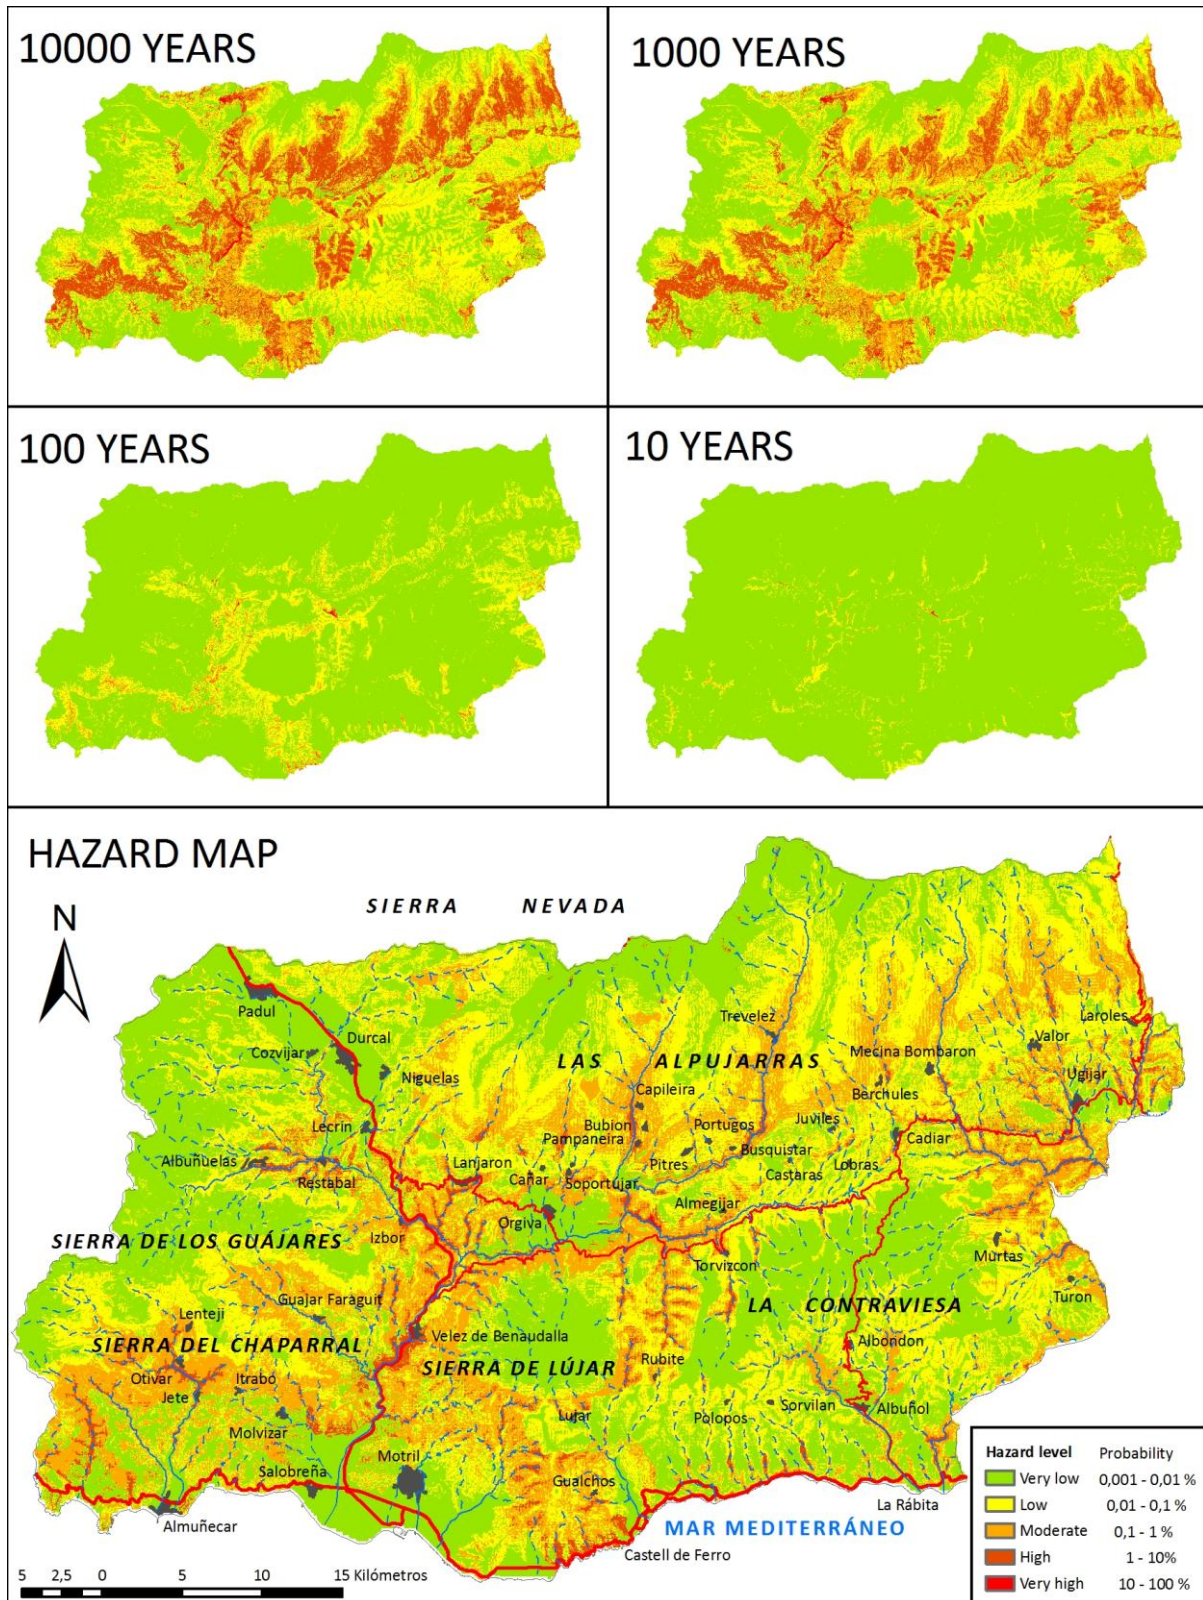 10000 YEARS
1000 YEARS
100 YEARS
10 YEARS
HAZARD MAP
N
SIERRA NEVADA
Padul
Durcal
Cozvijar
Niguelas
LAS ALPUJARRAS
Trevelez
Capileira
Mecina Bombaron
Valor
Laroles
Berchules
Ugijar
Lecrin
Bubion
Pampaneira
Portugos
Juviles
Busquistar
Cadiar
Albuñuelas
Restabal
Lanjaron
Cañar
Soportujar
Pitres
Castaras
Lobras
Almegijar
Orgiva
SIERRA DE LOS GUÁJARES
Izbor
Torvizcon
Murtas
Turon
Lenteji
Guajar Faraguit
LA CONTRAVIESA
SIERRA DEL CHAPARRAL
Velez de Benaudalla
SIERRA DE LÚJAR
Albondon
Otivar
Itrabo
Jete
Rubite
Molvizar
Lujar
Polopos
Sorvilan
Albuñol
Motril
Salobreña
Gualchos
Almuñecar
La Rábita
MAR MEDITERRÁNEO
Castell de Ferro
5 2,5 0 5 10 15 Kilómetros
Hazard level Probability
Very low 0,001 - 0,01 %
Low 0,01 - 0,1 %
Moderate 0,1 - 1 %
High 1 - 10%
Very high 10 - 100 %